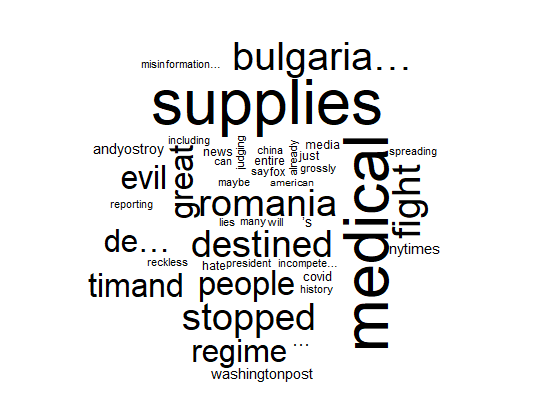 bulgaria…
misinformation…
supplies
including
andyostroy
news
judging
china
already
media
just
can
entire
spreading
great
evil
say
fox
grossly
maybe
american
medical
fight
reporting
romania
lies
many
will
's
de…
destined
nytimes
reckless
hate
president
incompete…
covid
timand
people
history
stopped
regime
…
washingtonpost